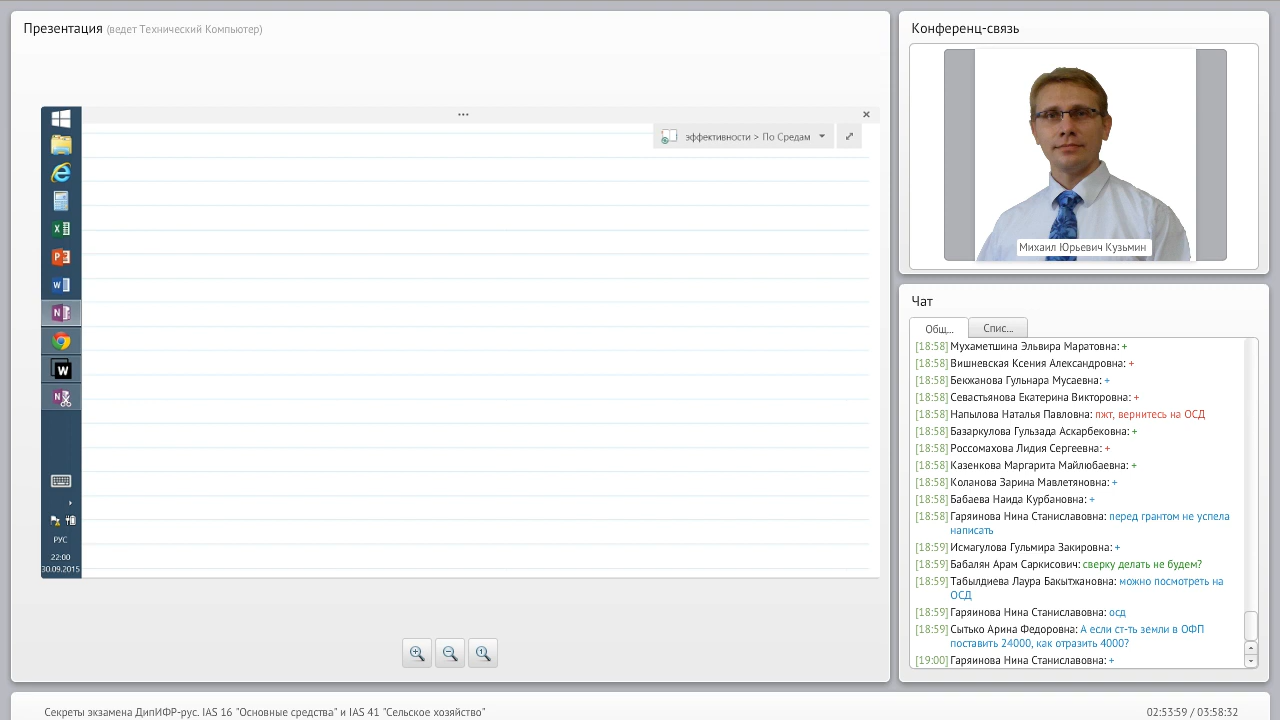 Презентация (ведет Технический Компьютер)
эффективности > По Средам
РУС
22:00
30.09.2015
Конференц-связь
Михаил Юрьевич Кузьмин
Чат
Общ...
Спис...
[18:58] Мухаметшина Эльвира Маратовна: +
[18:58] Вишневская Ксения Александровна: +
[18:58] Бекжанова Гульнара Мусаевна: +
[18:58] Севастьянова Екатерина Викторовна: +
[18:58] Напылова Наталья Павловна: пжт, вернитесь на ОСД
[18:58] Базаркулова Гульзада Аскарбековна: +
[18:58] Россомахова Лидия Сергеевна: +
[18:58] Казенкова Маргарита Майлюбаевна: +
[18:58] Коланова Зарина Мавлетяновна: +
[18:58] Бабаева Наида Курбановна: +
[18:58] Гаряинова Нина Станиславовна: перед грантом не успела
написать
[18:59] Исмагулова Гульмира Закировна: +
[18:59] Бабалян Арам Саркисович: сверку делать не будем?
[18:59] Табылдиева Лаура Бакытжановна: можно посмотреть на
ОСД
[18:59] Гаряинова Нина Станиславовна: осд
[18:59] Сытько Арина Федоровна: А если ст-ть земли в ОФП
поставить 24000, как отразить 4000?
[19:00] Гаряинова Нина Станиславовна: +
Секреты экзамена ДипИФР-рус. IAS 16 "Основные средства" и IAS 41 "Сельское хозяйство"
02:53:59 / 03:58:32